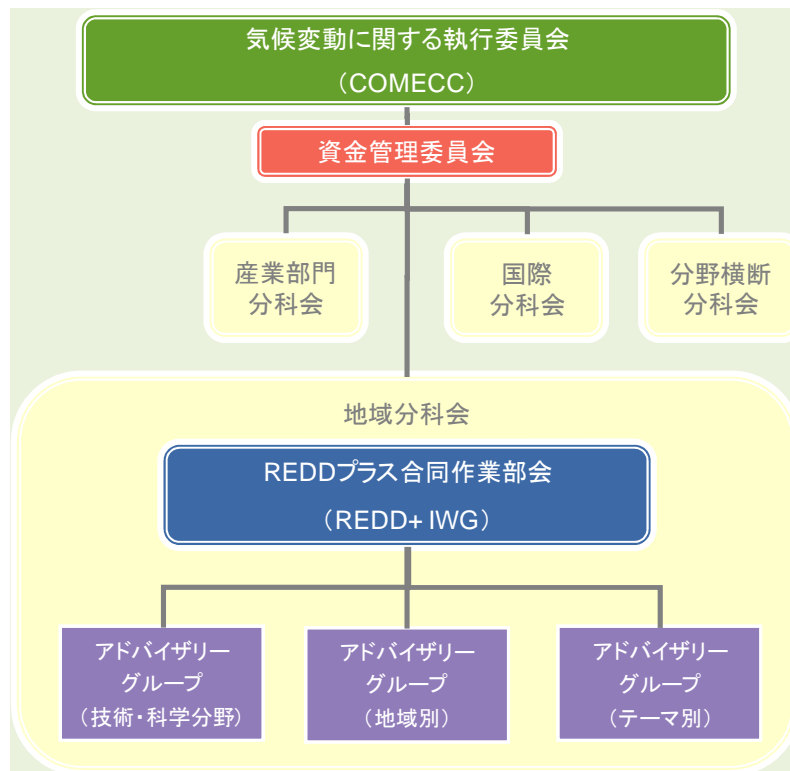 気候変動に関する執行委員会
（COMECC）
資金管理委員会
産業部門
分科会
国際
分科会
分野横断
分科会
地域分科会
REDDプラス合同作業部会
（REDD+ IWG）
アドバイザリー
グループ
（技術・科学分野）
アドバイザリー
グループ
（地域別）
アドバイザリー
グループ
（テーマ別）